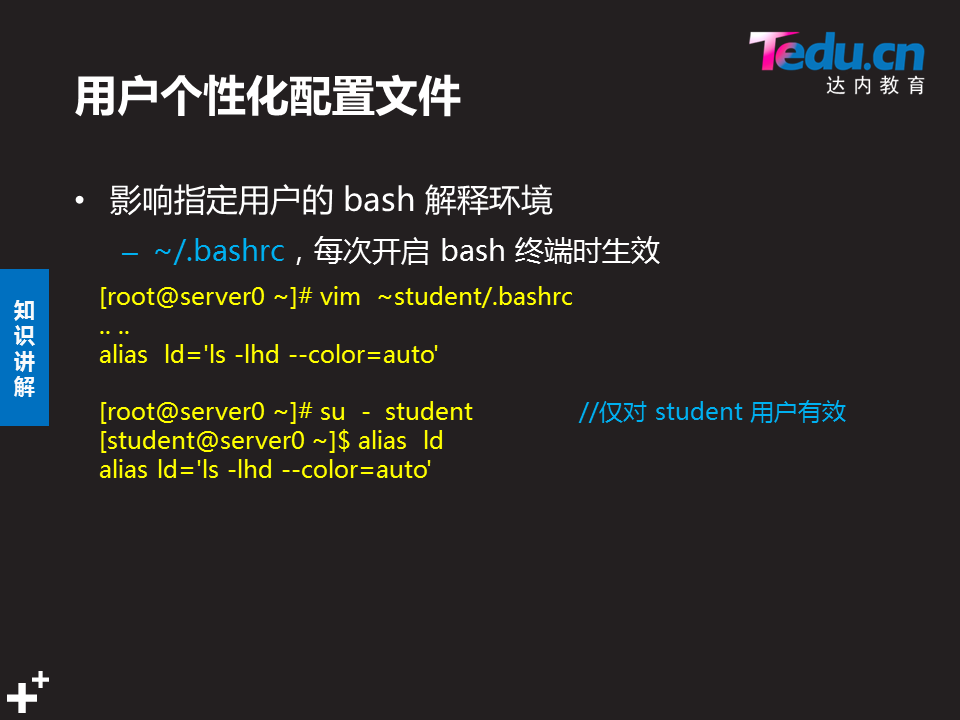 Tedu.cn
达内教育
用户个性化配置文件
• 影响指定用户的 bash 解释环境
– ~/.bashrc，每次开启 bash 终端时生效
知识讲解
[root@server0 ~]# vim  ~student/.bashrc
.. ..
alias  ld='ls -lhd --color=auto'
[root@server0 ~]# su  -  student //仅对 student 用户有效
[student@server0 ~]$ alias  ld
alias ld='ls -lhd --color=auto'